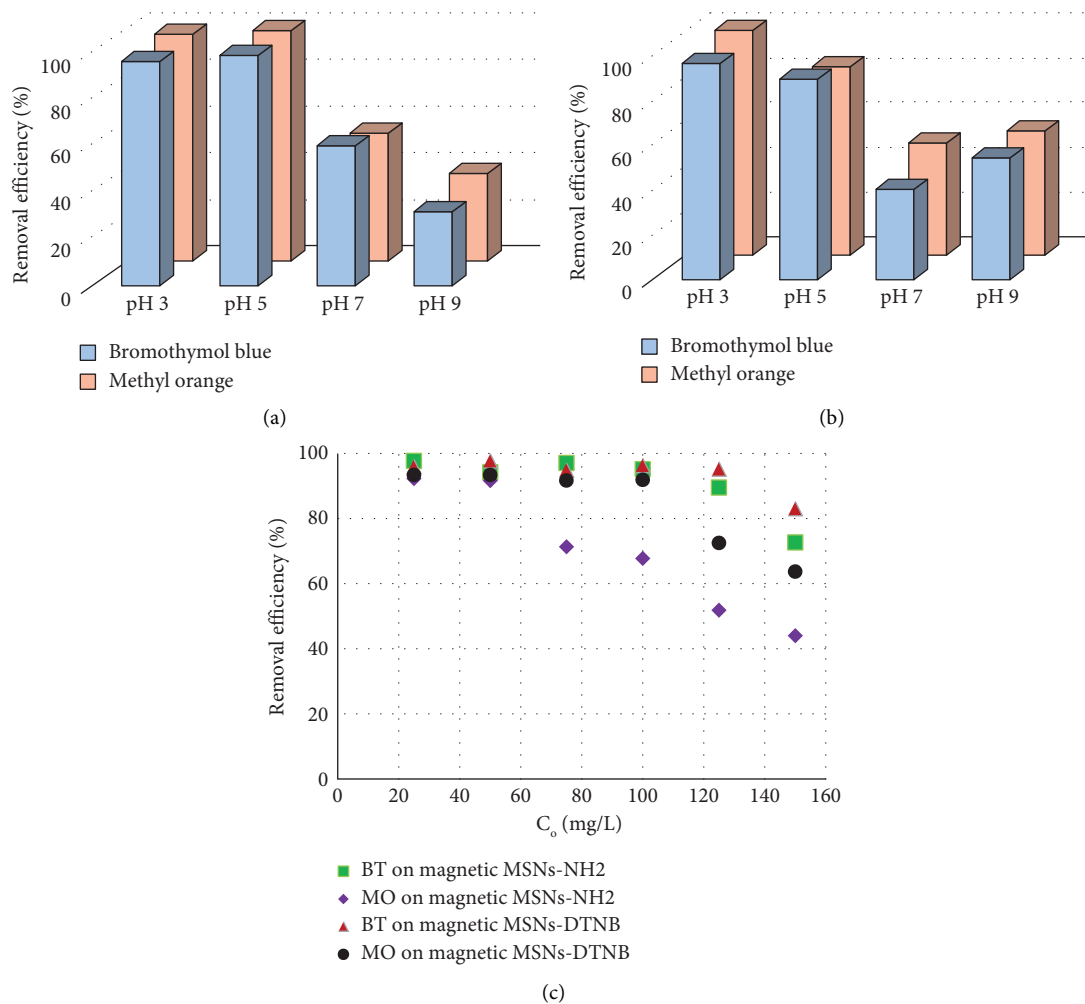 100
80
60
40
20
0
Removal efficiency (%)
pH 3 pH 5 pH 7 pH 9
Bromothymol blue
Methyl orange
(a)
100
80
60
40
20
0
Removal efficiency (%)
pH 3 pH 5 pH 7 pH 9
Bromothymol blue
Methyl orange
(b)
100
80
60
40
20
0
Removal efficiency (%)
0 20 40 60 80 100 120 140 160
Co (mg/L)
BT on magnetic MSNs-NH2
MO on magnetic MSNs-NH2
BT on magnetic MSNs-DTNB
MO on magnetic MSNs-DTNB
(c)